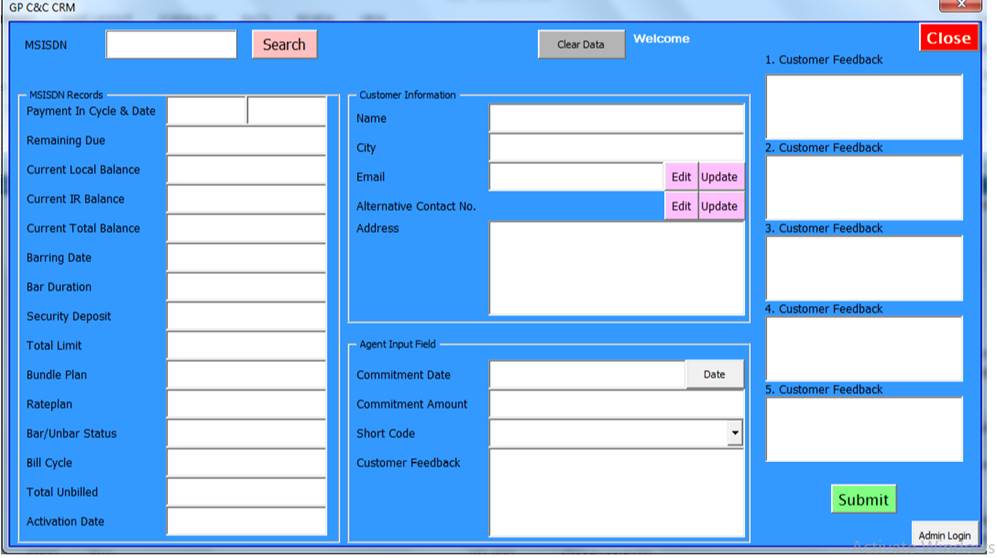 GP C&C CRM
MSISDN
Search
Clear Data
Welcome
Close
MSISDN Records
Payment In Cycle & Date
Remaining Due
Current Local Balance
Current IR Balance
Current Total Balance
Barring Date
Bar Duration
Security Deposit
Total Limit
Bundle Plan
Rateplan
Bar/Unbar Status
Bill Cycle
Total Unbilled
Activation Date
Customer Information
Name
City
Email
Edit
Update
Alternative Contact No.
Edit
Update
Address
Agent Input Field
Commitment Date
Date
Commitment Amount
Short Code
Customer Feedback
1. Customer Feedback
2. Customer Feedback
3. Customer Feedback
4. Customer Feedback
5. Customer Feedback
Submit
Admin Login